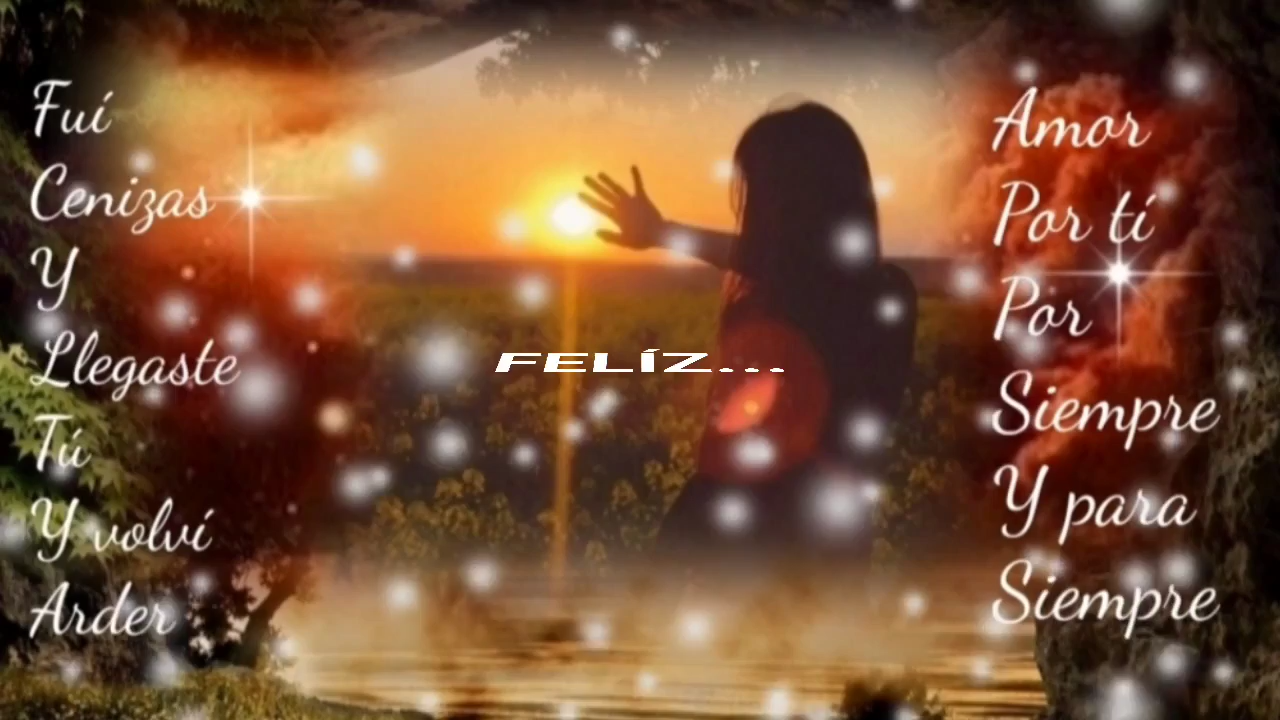 Fuí
Cenizas
Y
Llegaste
Tú
Y volví
Arder
FELÍZ...
Amor
Por tí
Por
Siempre
Y para
Siempre